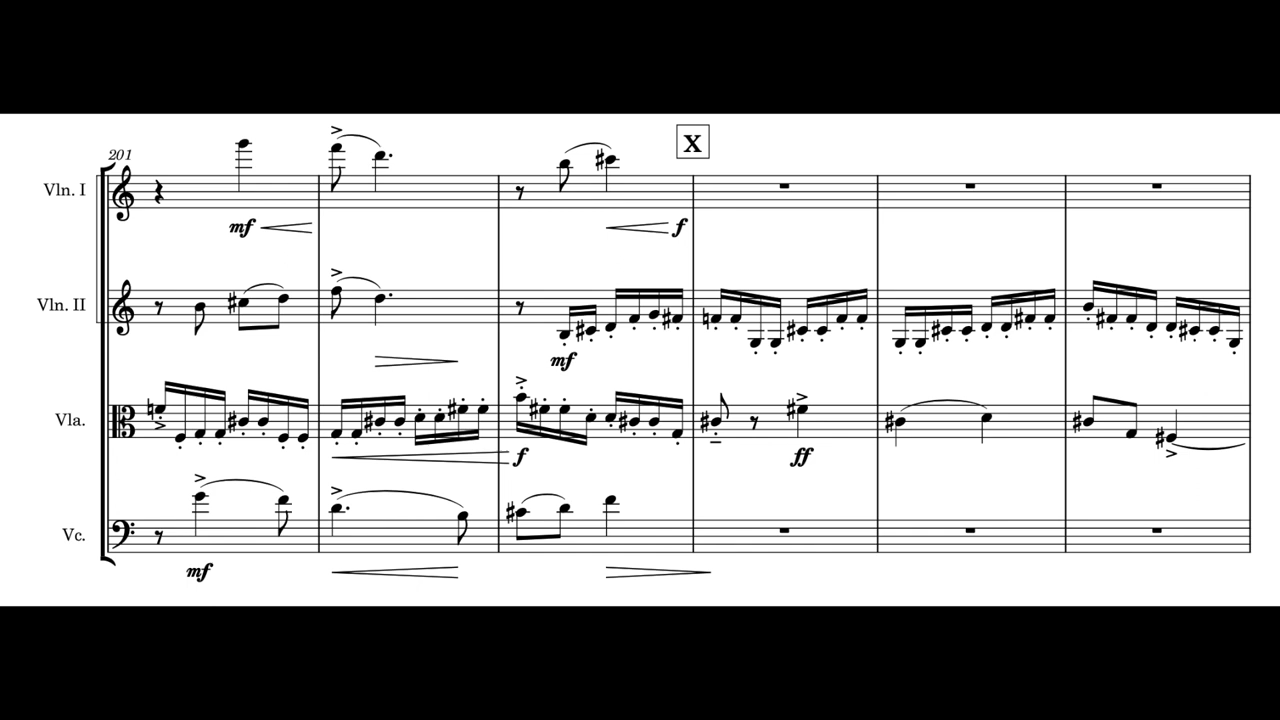 X
201
Vln. I
mf
f
Vln. II
mf
Vla.
f
ff
Vc.
mf